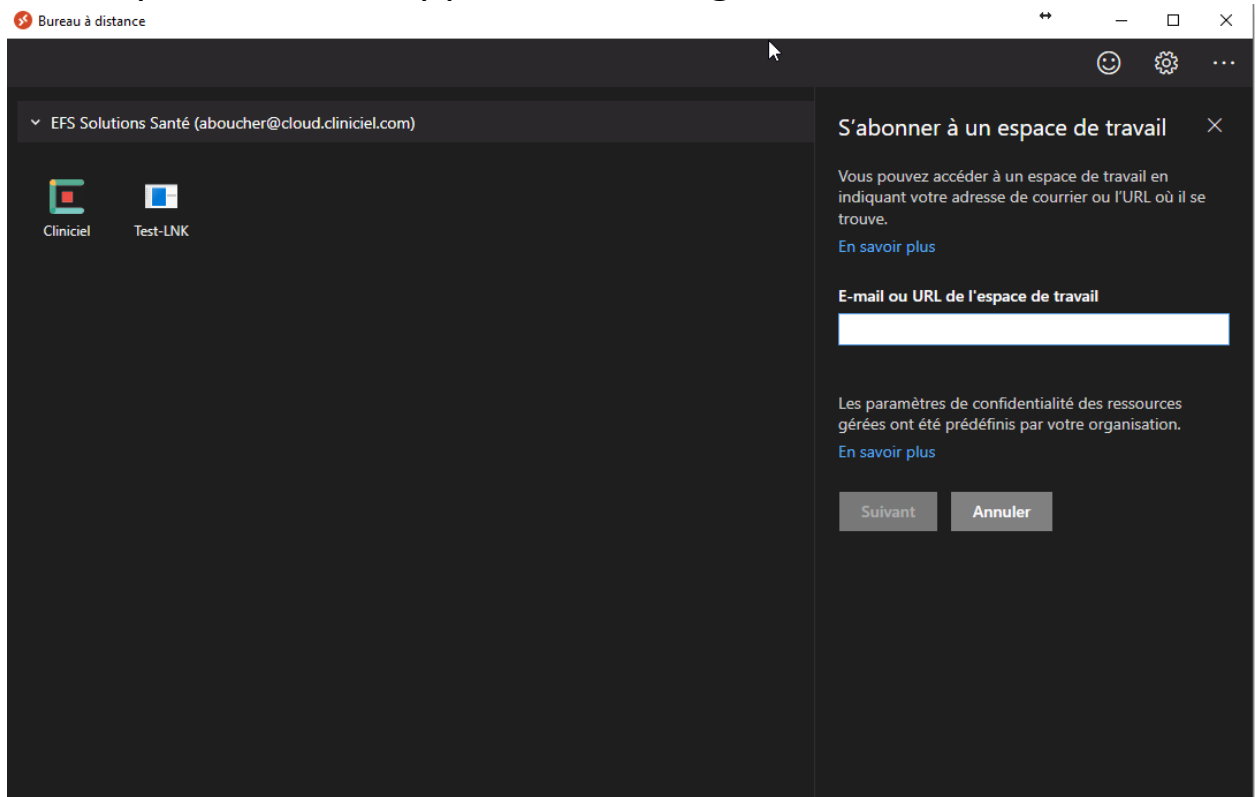 Bureau à distance
EFS Solutions Santé (aboucher@cloud.cliniciel.com)
Cliniciel
Test-LNK
S'abonner à un espace de travail
Vous pouvez accéder à un espace de travail en
indiquant votre adresse de courrier ou l'URL où il se
trouve.
En savoir plus
E-mail ou URL de l'espace de travail
Les paramètres de confidentialité des ressources
gérées ont été prédéfinis par votre organisation.
En savoir plus
Suivant
Annuler